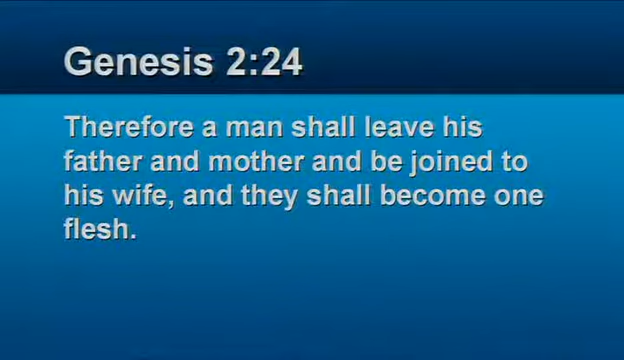 Genesis 2:24
Therefore a man shall leave his
father and mother and be joined to
his wife, and they shall become one
flesh.